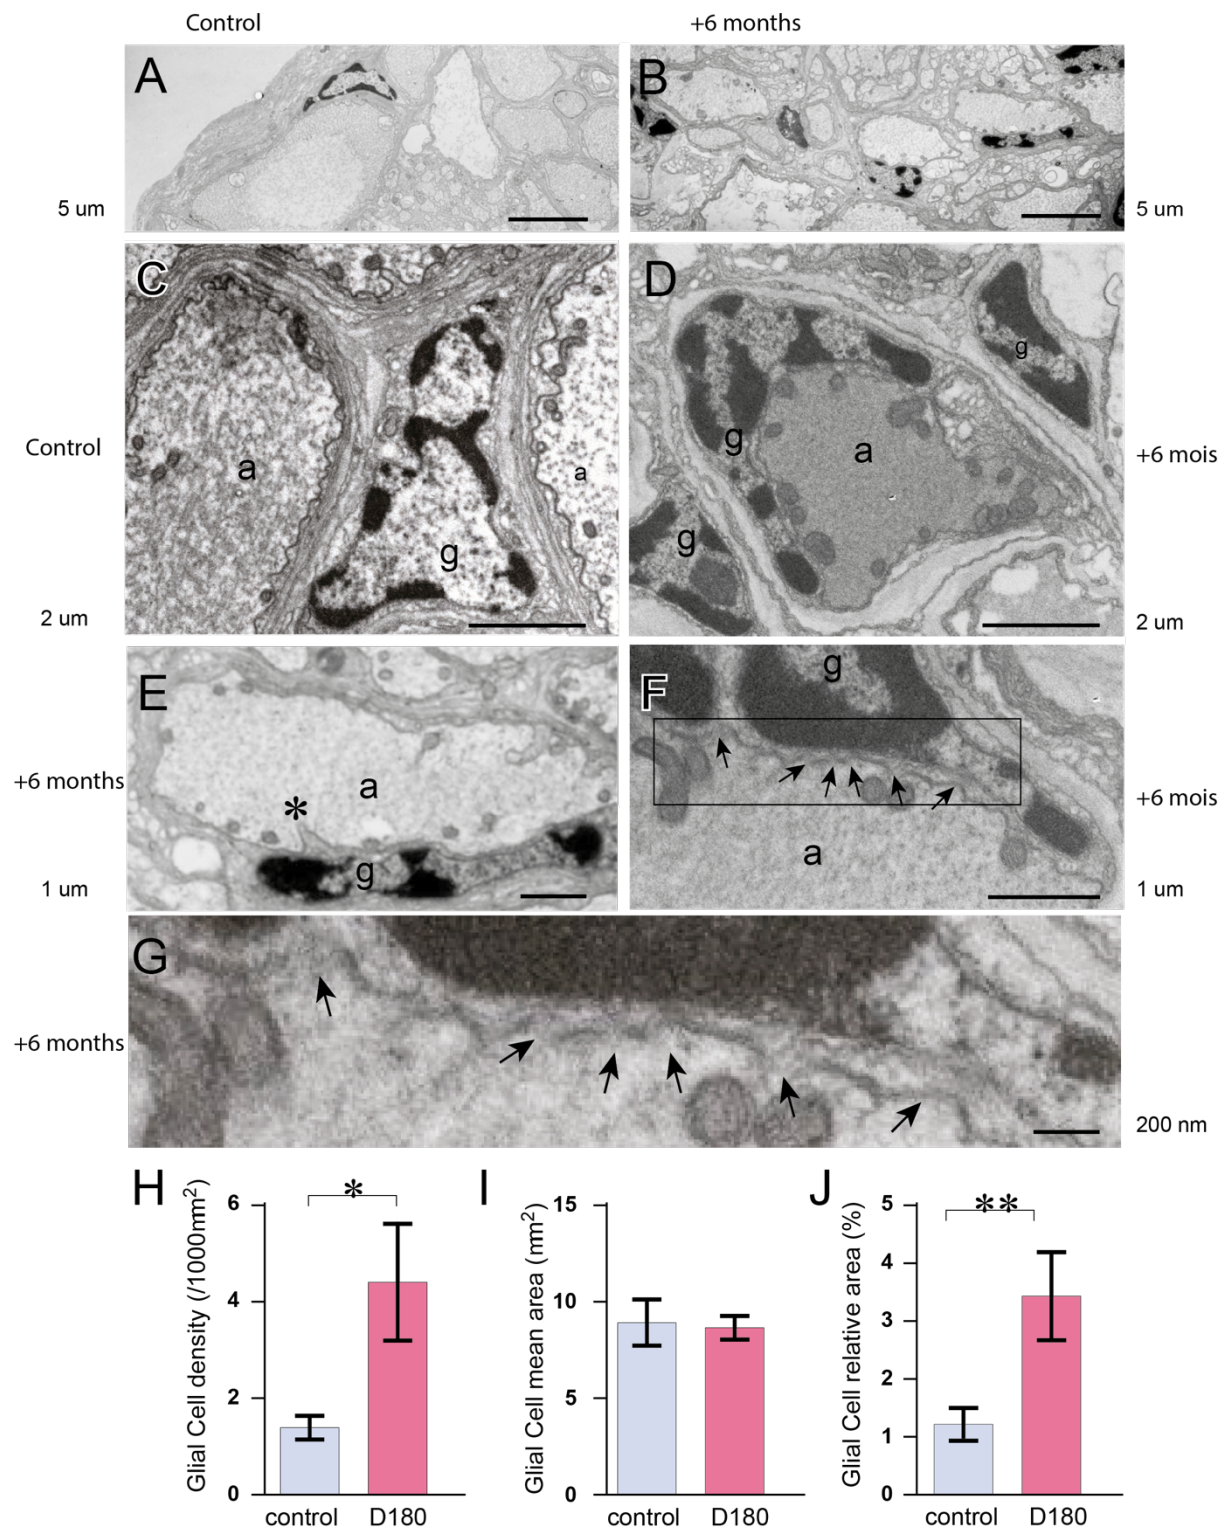 Control
+6 months
A
B
5 um
5 um
C
D
a
g
a
g
a
g
g
Control
+6 mois
2 um
2 um
E
F
a
*
g
g
a
+6 months
+6 mois
1 um
1 um
G
+6 months
200 nm
H
Glial Cell density (/1000mm²)
6
4
2
0
*
control
D180
I
Glial Cell mean area (mm²)
15
10
5
0
control
D180
J
Glial Cell relative area (%)
5
4
3
2
1
0
**
control
D180